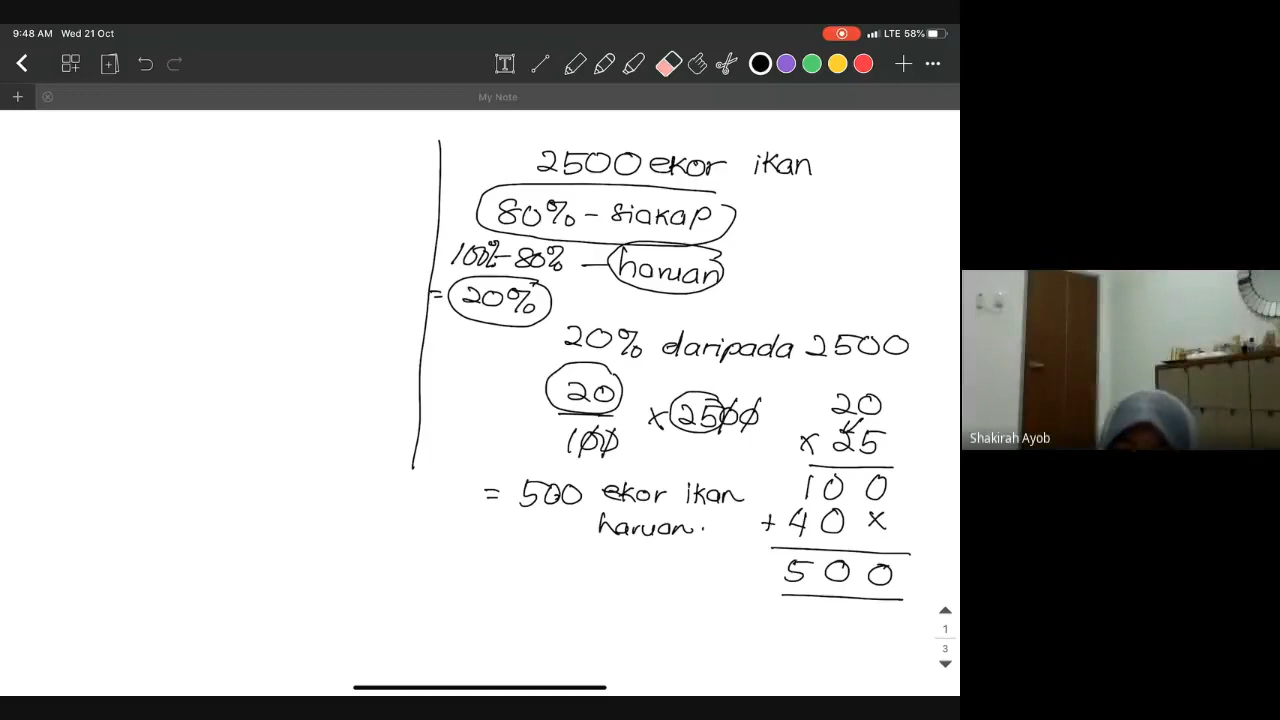 9:48 AM Wed 21 Oct
LTE 58%
My Note
2500 ekor ikan
80% - siakap
100% - 80% - haruan
= 20%
20% daripada 2500
20
100
x 2500
= 500 ekor ikan
haruan.
20
x 25
100
+ 40 x
500
1
3
Shakirah Ayob